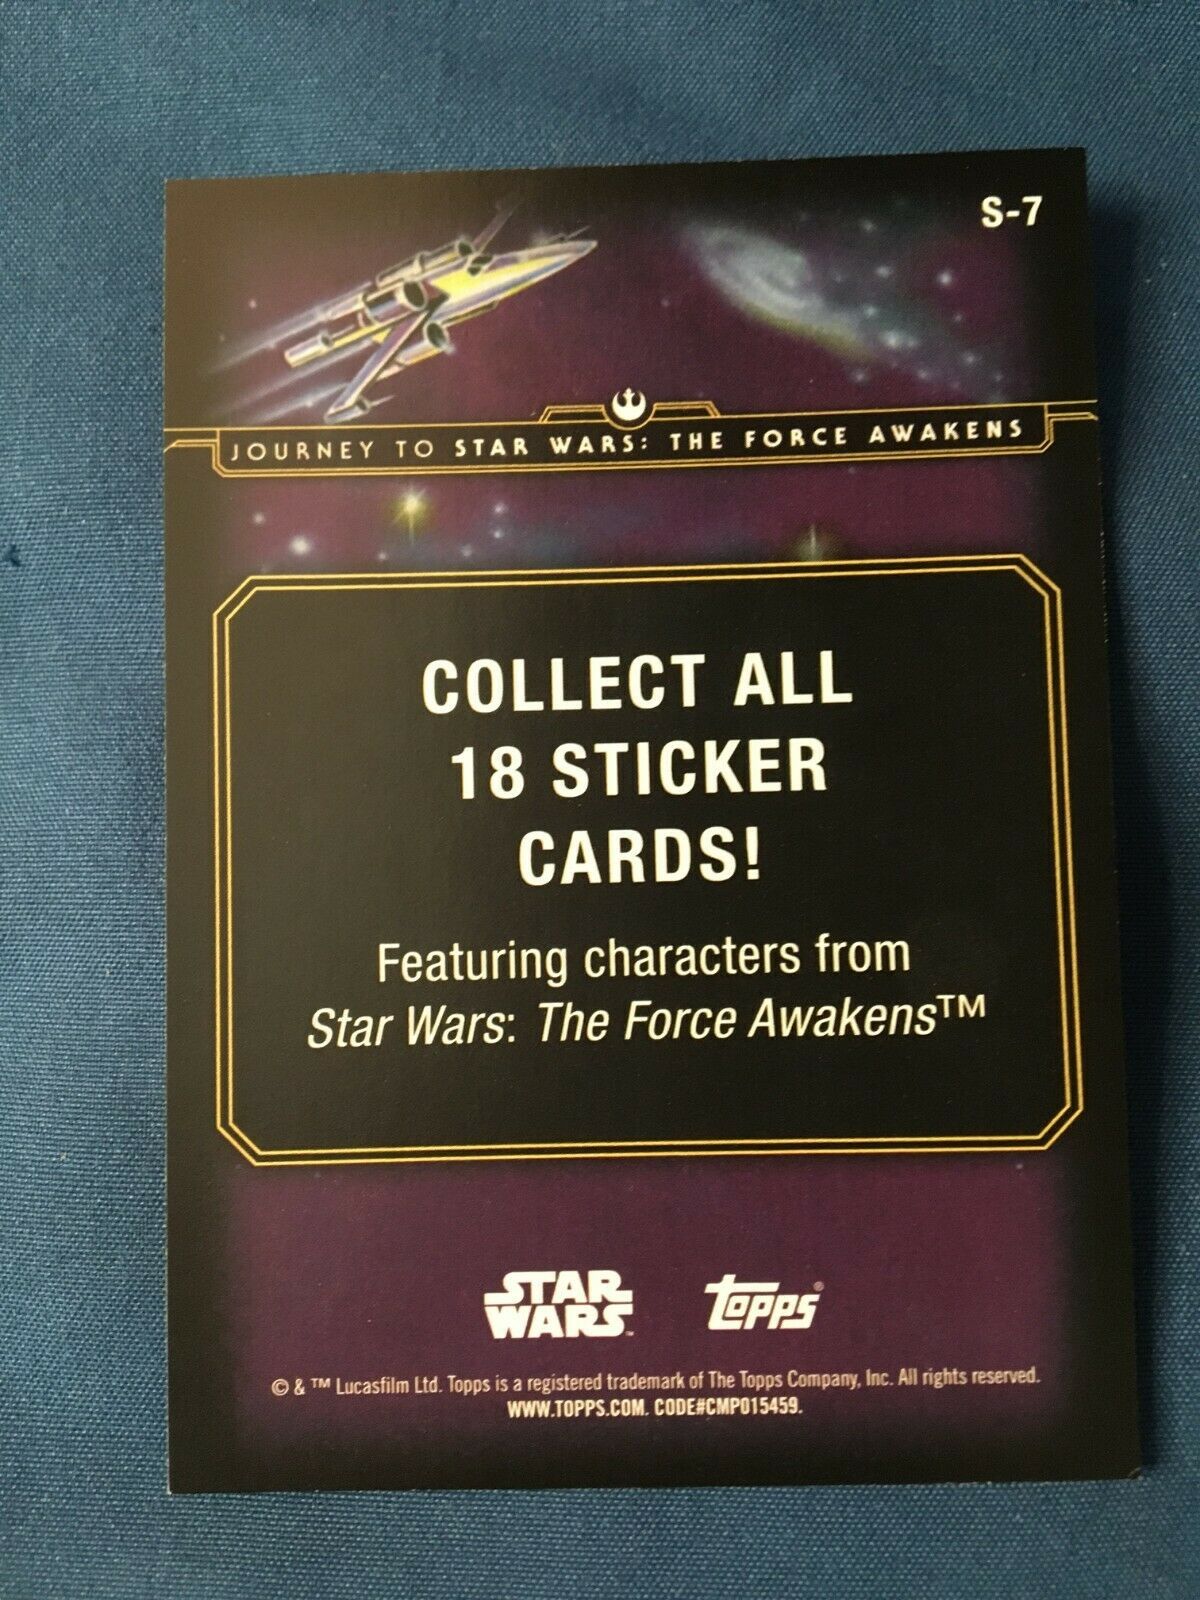 S-7
JOURNEY TO STAR WARS: THE FORCE AWAKENS
COLLECT ALL
18 STICKER
CARDS!
Featuring characters from
Star Wars: The Force Awakens™
STAR
WARS™
Topps®
© & ™ Lucasfilm Ltd. Topps is a registered trademark of The Topps Company, Inc. All rights reserved.
WWW.TOPPS.COM. CODE#CMP015459.